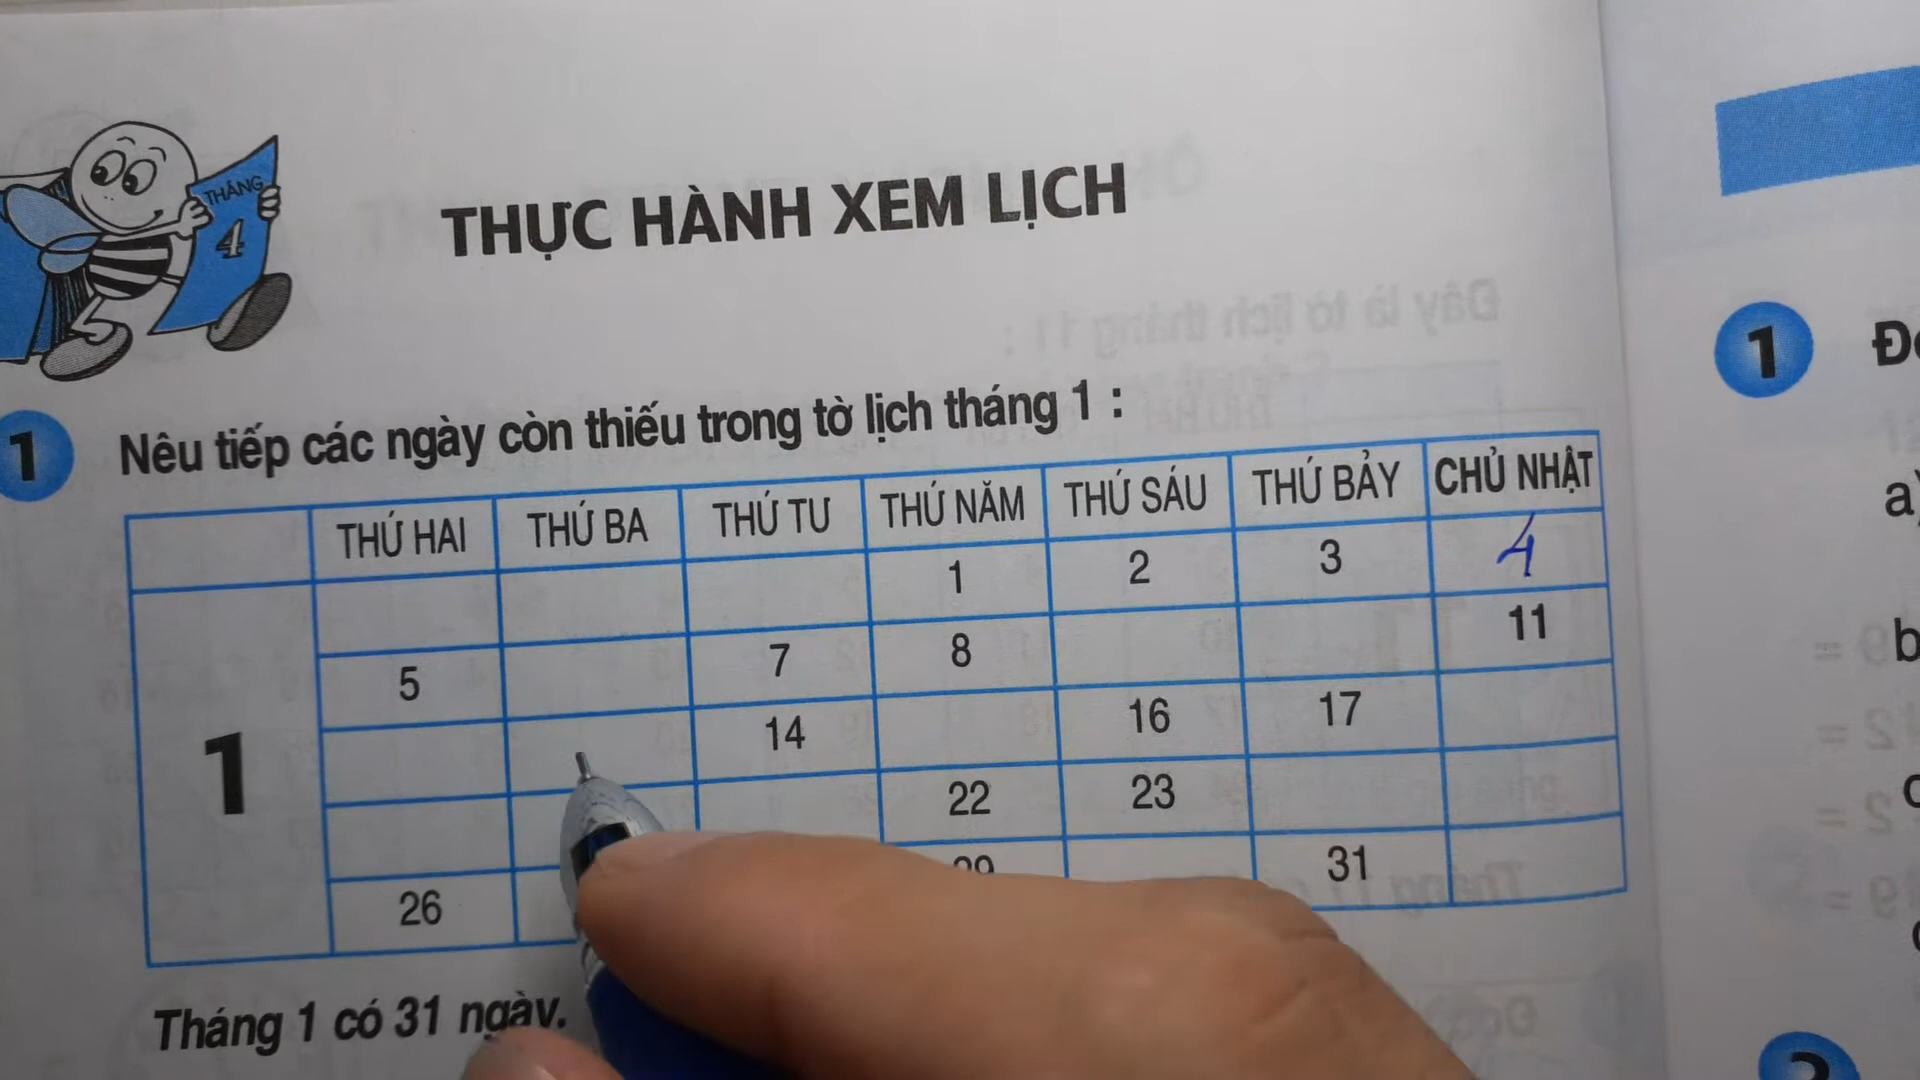 THÁNG
4
THỰC HÀNH XEM LỊCH
1 Nêu tiếp các ngày còn thiếu trong tờ lịch tháng 1 :
THỨ HAI THỨ BA THỨ TƯ THỨ NĂM THỨ SÁU THỨ BẢY CHỦ NHẬT
1 2 3 4
5 7 8 11
1
14 16 17
22 23
26 29 31
Tháng 1 có 31 ngày.
1
a)
b